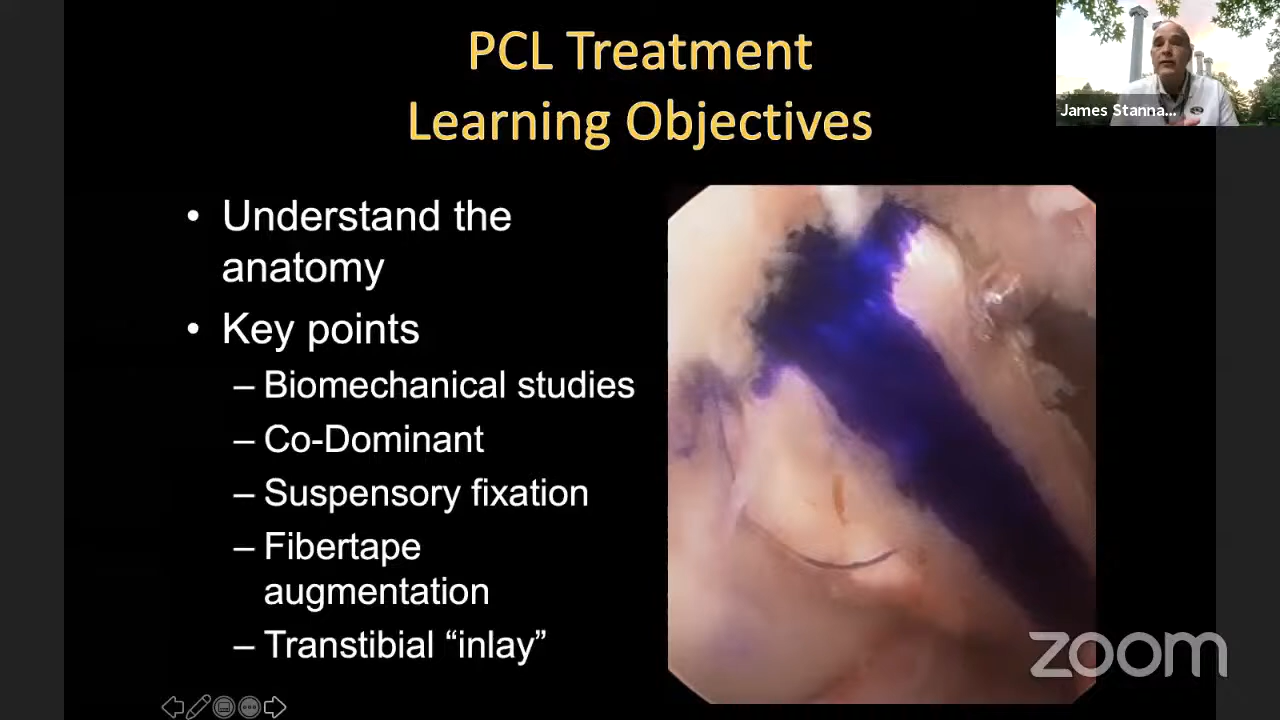 PCL Treatment
Learning Objectives
James Stanna...
• Understand the
anatomy
• Key points
– Biomechanical studies
– Co-Dominant
– Suspensory fixation
– Fibertape
augmentation
– Transtibial “inlay”
zoom